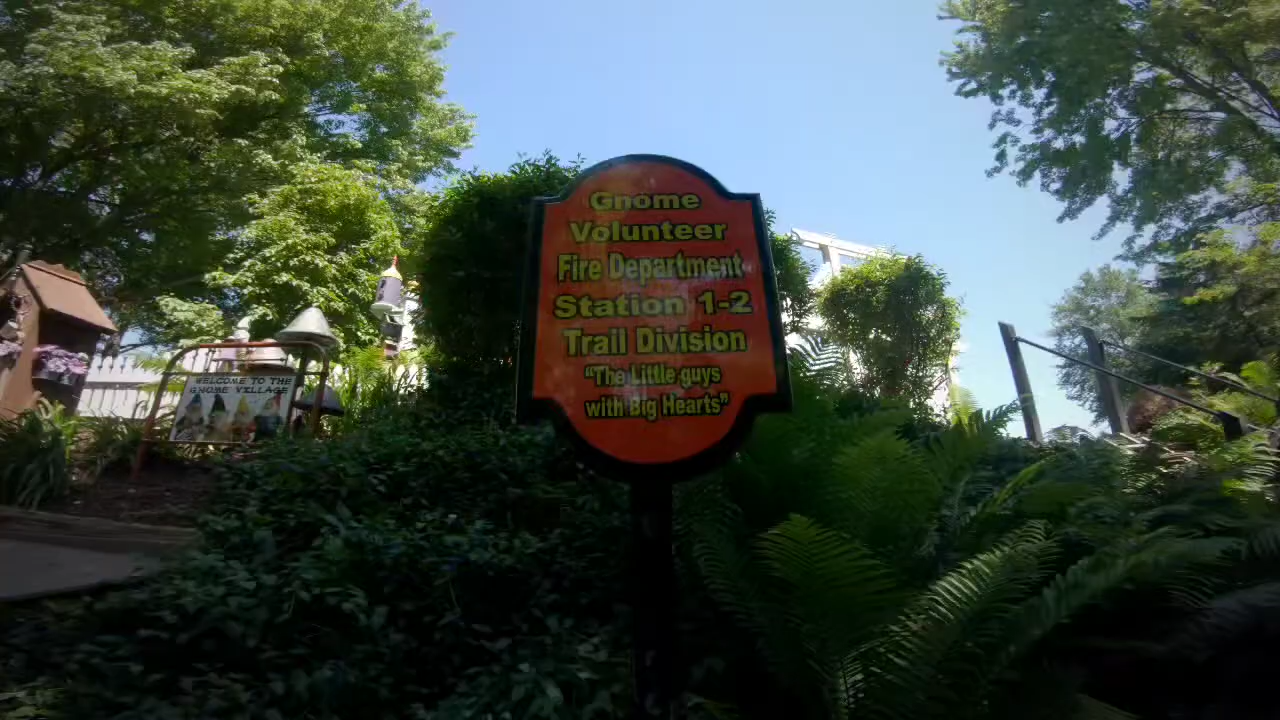 Gnome
Volunteer
Fire Department
Station 1-2
Trail Division
"The Little guys
with Big Hearts"
WELCOME TO THE
GNOME VILLAGE